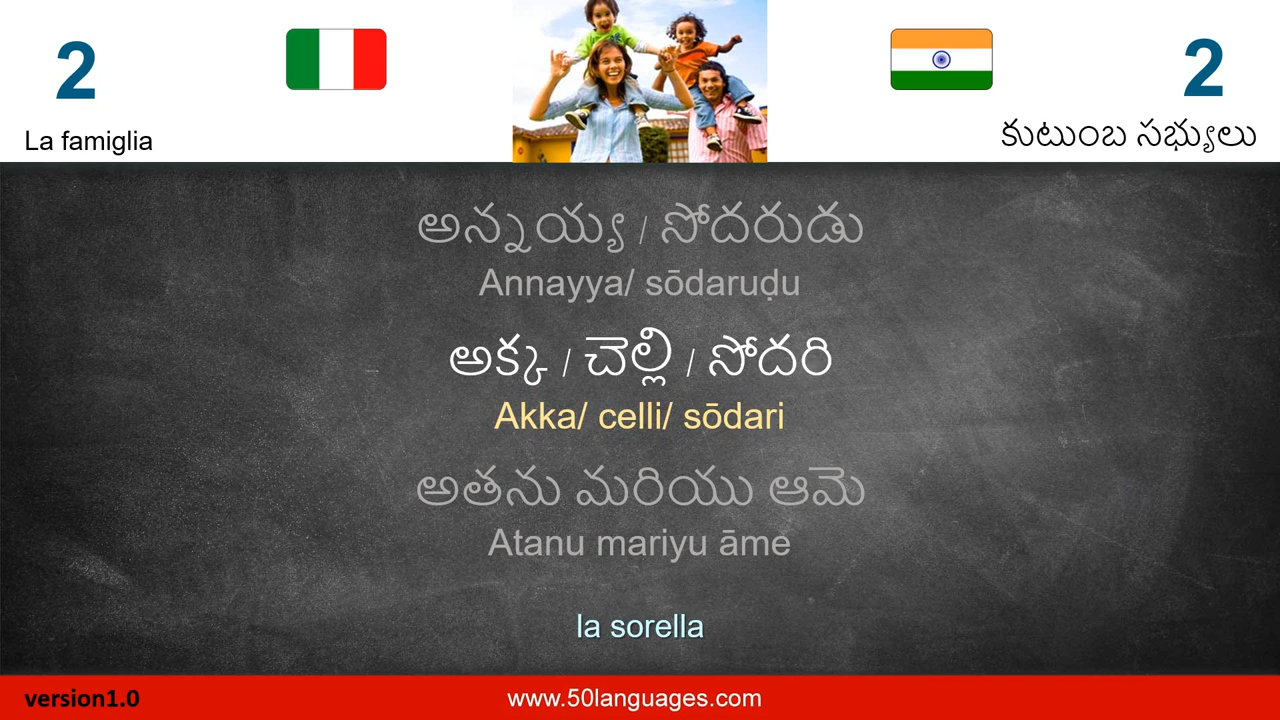 2
2
La famiglia
కుటుంబ సభ్యులు
అన్నయ్య / సోదరుడు
Annayya/ sōdaruḍu
అక్క / చెల్లి / సోదరి
Akka/ celli/ sōdari
అతను మరియు ఆమె
Atanu mariyu āme
la sorella
version1.0
www.50languages.com